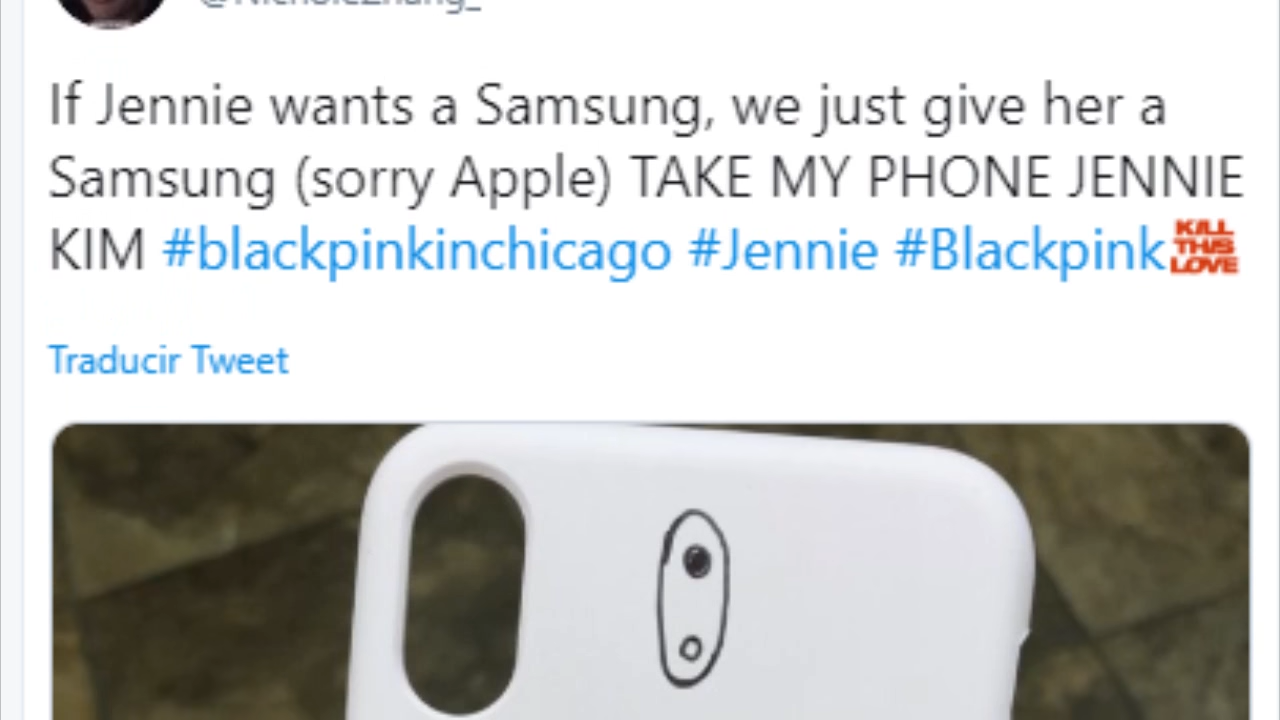 If Jennie wants a Samsung, we just give her a
Samsung (sorry Apple) TAKE MY PHONE JENNIE
KIM #blackpinkinchicago #Jennie #Blackpink KILL THIS LOVE
Traducir Tweet